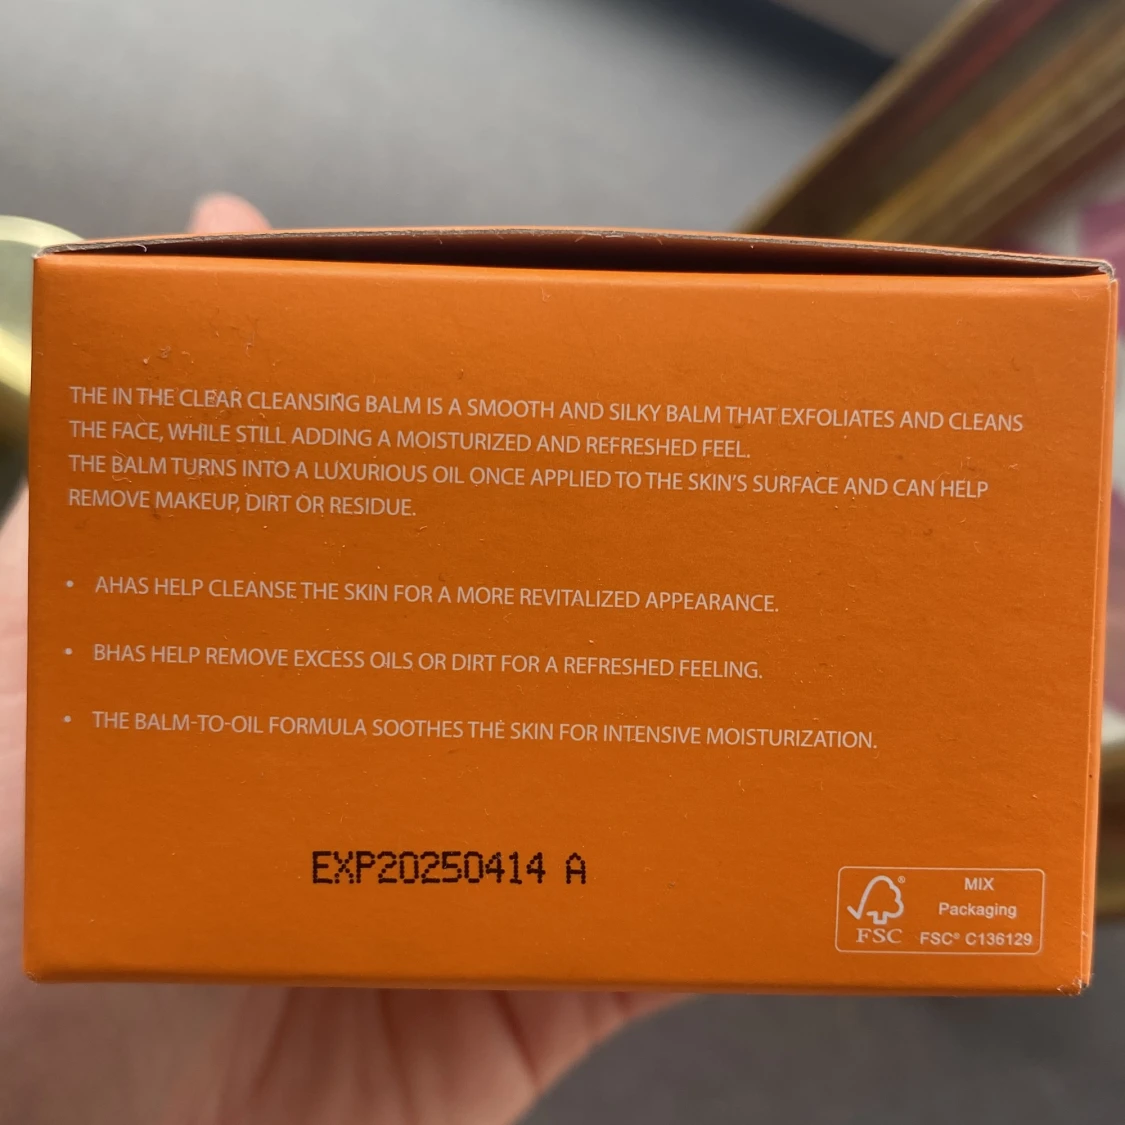 THE IN THE CLEAR CLEANSING BALM IS A SMOOTH AND SILKY BALM THAT EXFOLIATES AND CLEANS
THE FACE, WHILE STILL ADDING A MOISTURIZED AND REFRESHED FEEL.
THE BALM TURNS INTO A LUXURIOUS OIL ONCE APPLIED TO THE SKIN'S SURFACE AND CAN HELP
REMOVE MAKEUP, DIRT OR RESIDUE.
• AHAS HELP CLEANSE THE SKIN FOR A MORE REVITALIZED APPEARANCE.
• BHAS HELP REMOVE EXCESS OILS OR DIRT FOR A REFRESHED FEELING.
• THE BALM-TO-OIL FORMULA SOOTHES THE SKIN FOR INTENSIVE MOISTURIZATION.
EXP20250414 A
®
FSC
MIX
Packaging
FSC® C136129